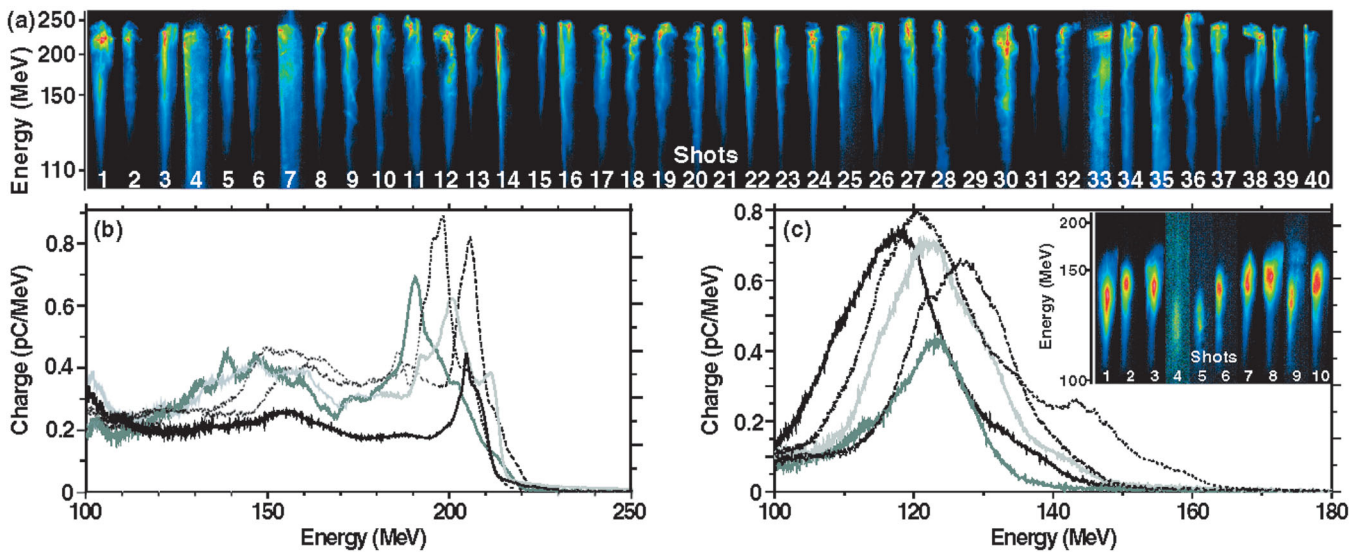 (a)
Energy (MeV)
250
200
150
110
Shots
1 2 3 4 5 6 7 8 9 10 11 12 13 14 15 16 17 18 19 20 21 22 23 24 25 26 27 28 29 30 31 32 33 34 35 36 37 38 39 40
(b)
Charge (pC/MeV)
0.8
0.6
0.4
0.2
0
100 150 200 250
Energy (MeV)
(c)
Charge (pC/MeV)
0.8
0.6
0.4
0.2
0
100 120 140 160 180
Energy (MeV)
Energy (MeV)
200
150
100
Shots
1 2 3 4 5 6 7 8 9 10